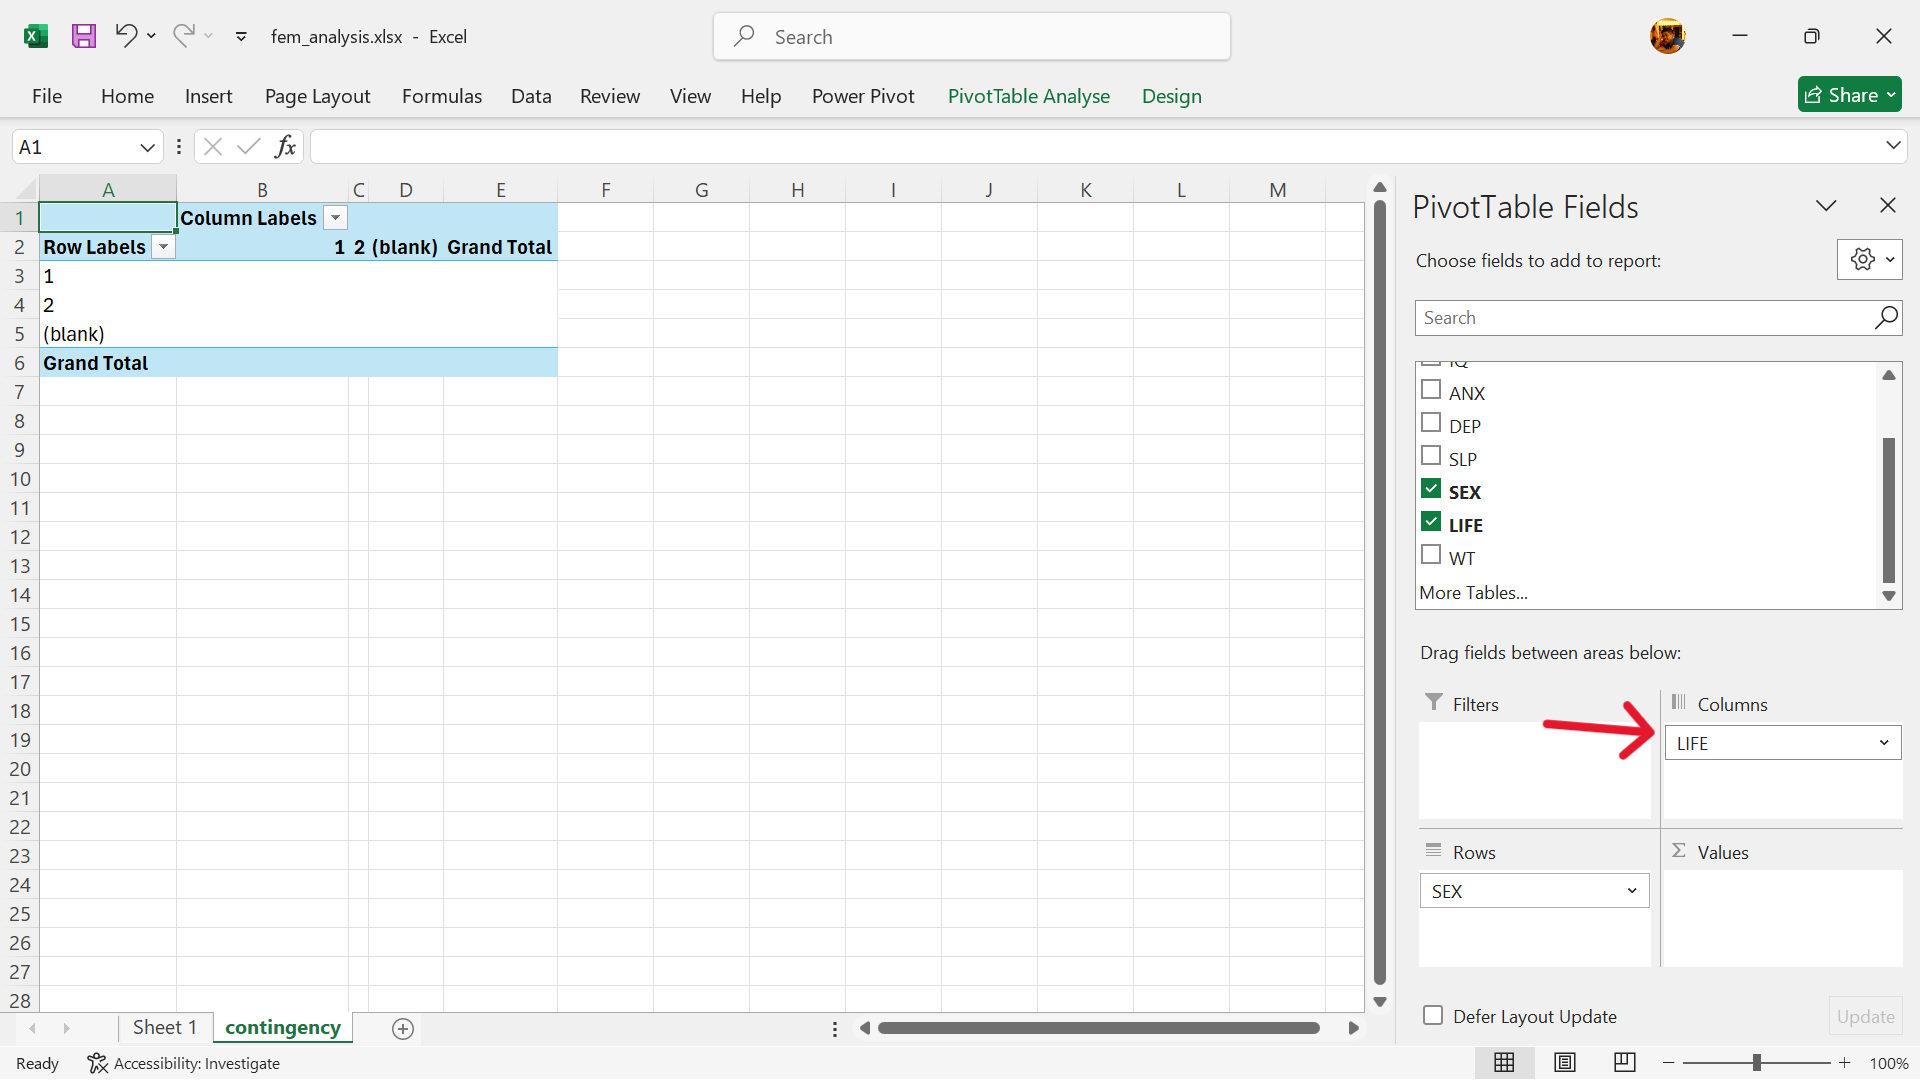 fem_analysis.xlsx - Excel
Search
File Home Insert Page Layout Formulas Data Review View Help Power Pivot PivotTable Analyse Design Share
A1 fx
A B C D E F G H I J K L M
1 Column Labels
2 Row Labels 1 2 (blank) Grand Total
3 1
4 2
5 (blank)
6 Grand Total
7
8
9
10
11
12
13
14
15
16
17
18
19
20
21
22
23
24
25
26
27
28
PivotTable Fields
Choose fields to add to report:
Search
IQ
ANX
DEP
SLP
SEX
LIFE
WT
More Tables...
Drag fields between areas below:
Filters
Columns
LIFE
Rows
SEX
Σ Values
Defer Layout Update
Update
Sheet 1 contingency
Ready Accessibility: Investigate
100%